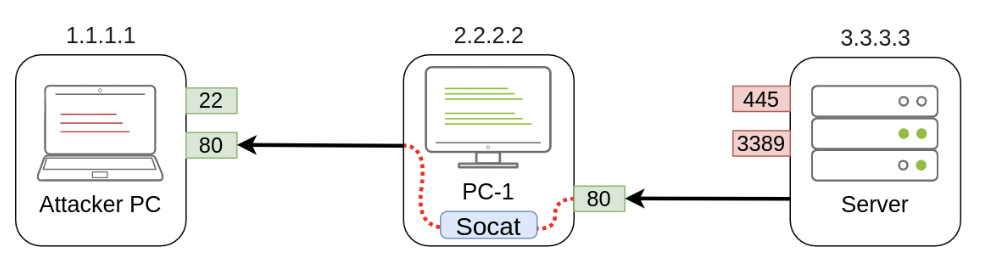 1.1.1.1
22
80
Attacker PC
2.2.2.2
PC-1
Socat
80
3.3.3.3
445
3389
Server